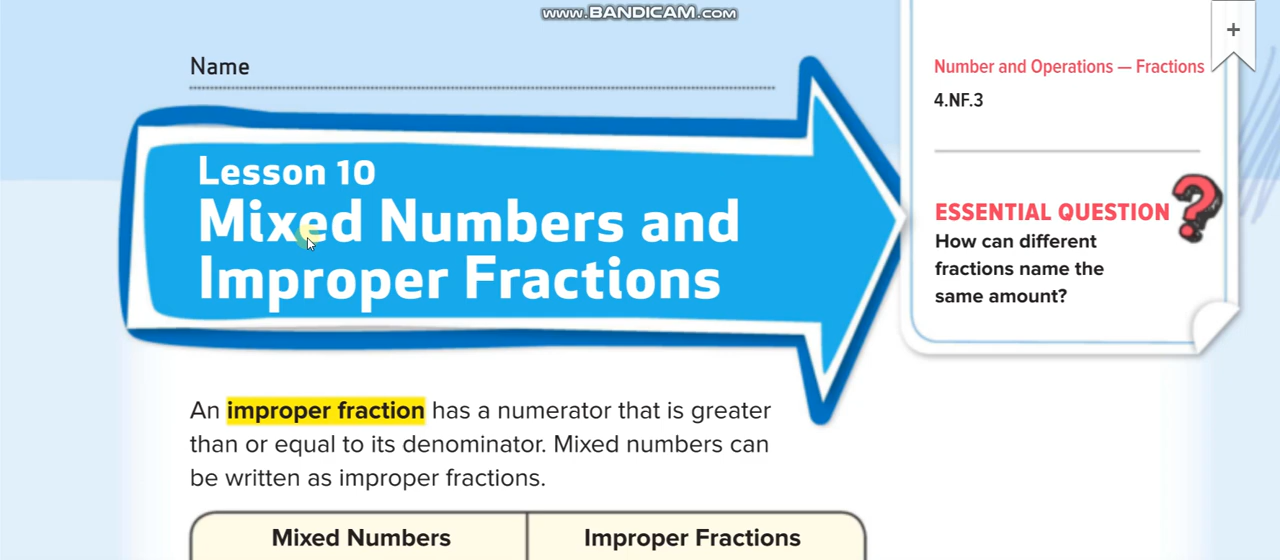 www.BANDICAM.com
Name
Lesson 10
Mixed Numbers and
Improper Fractions
Number and Operations — Fractions
4.NF.3
ESSENTIAL QUESTION
How can different
fractions name the
same amount?
An improper fraction has a numerator that is greater
than or equal to its denominator. Mixed numbers can
be written as improper fractions.
Mixed Numbers
Improper Fractions